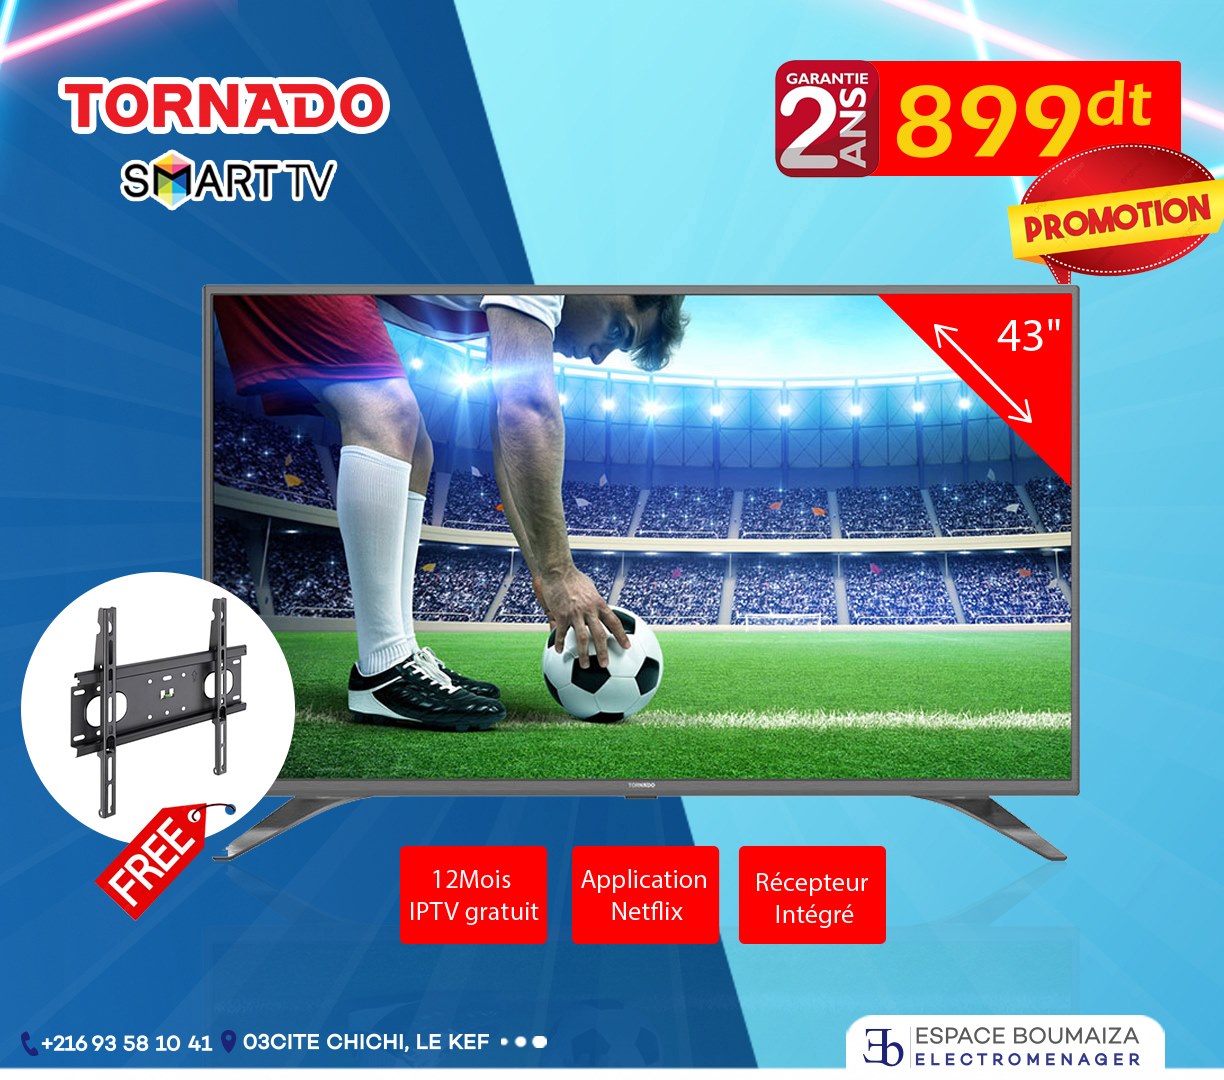 TORNADO
SMART TV
GARANTIE
2 ANS
899dt
PROMOTION
43"
TORNADO
FREE
12Mois
IPTV gratuit
Application
Netflix
Récepteur
Intégré
+216 93 58 10 41
03CITE CHICHI, LE KEF
ESPACE BOUMAIZA
ELECTROMENAGER